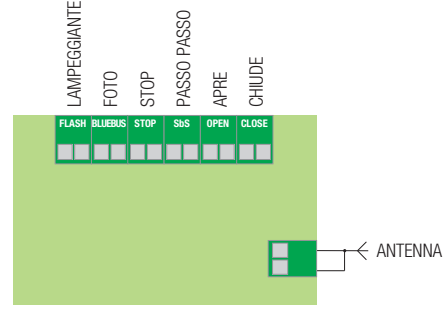 LAMPEGGIANTE
FOTO
STOP
PASSO PASSO
APRE
CHIUDE
FLASH BLUEBUS STOP SbS OPEN CLOSE
ANTENNA